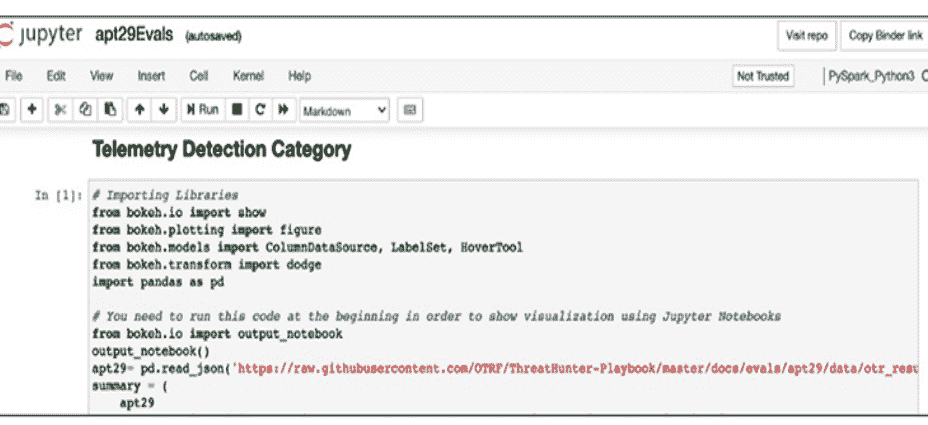 jupyter apt29Evals (autosaved)
Visit repo Copy Binder link
File Edit View Insert Cell Kernel Help
Not Trusted PySpark_Python3
Run Markdown
Telemetry Detection Category
In [1]: # Importing Libraries
from bokeh.io import show
from bokeh.plotting import figure
from bokeh.models import ColumnDataSource, LabelSet, HoverTool
from bokeh.transform import dodge
import pandas as pd
# You need to run this code at the beginning in order to show visualization using Jupyter Notebooks
from bokeh.io import output_notebook
output_notebook()
apt29= pd.read_json('https://raw.githubusercontent.com/OTRF/ThreatHunter-Playbook/master/docs/evals/apt29/data/otr_resu
summary = (
apt29